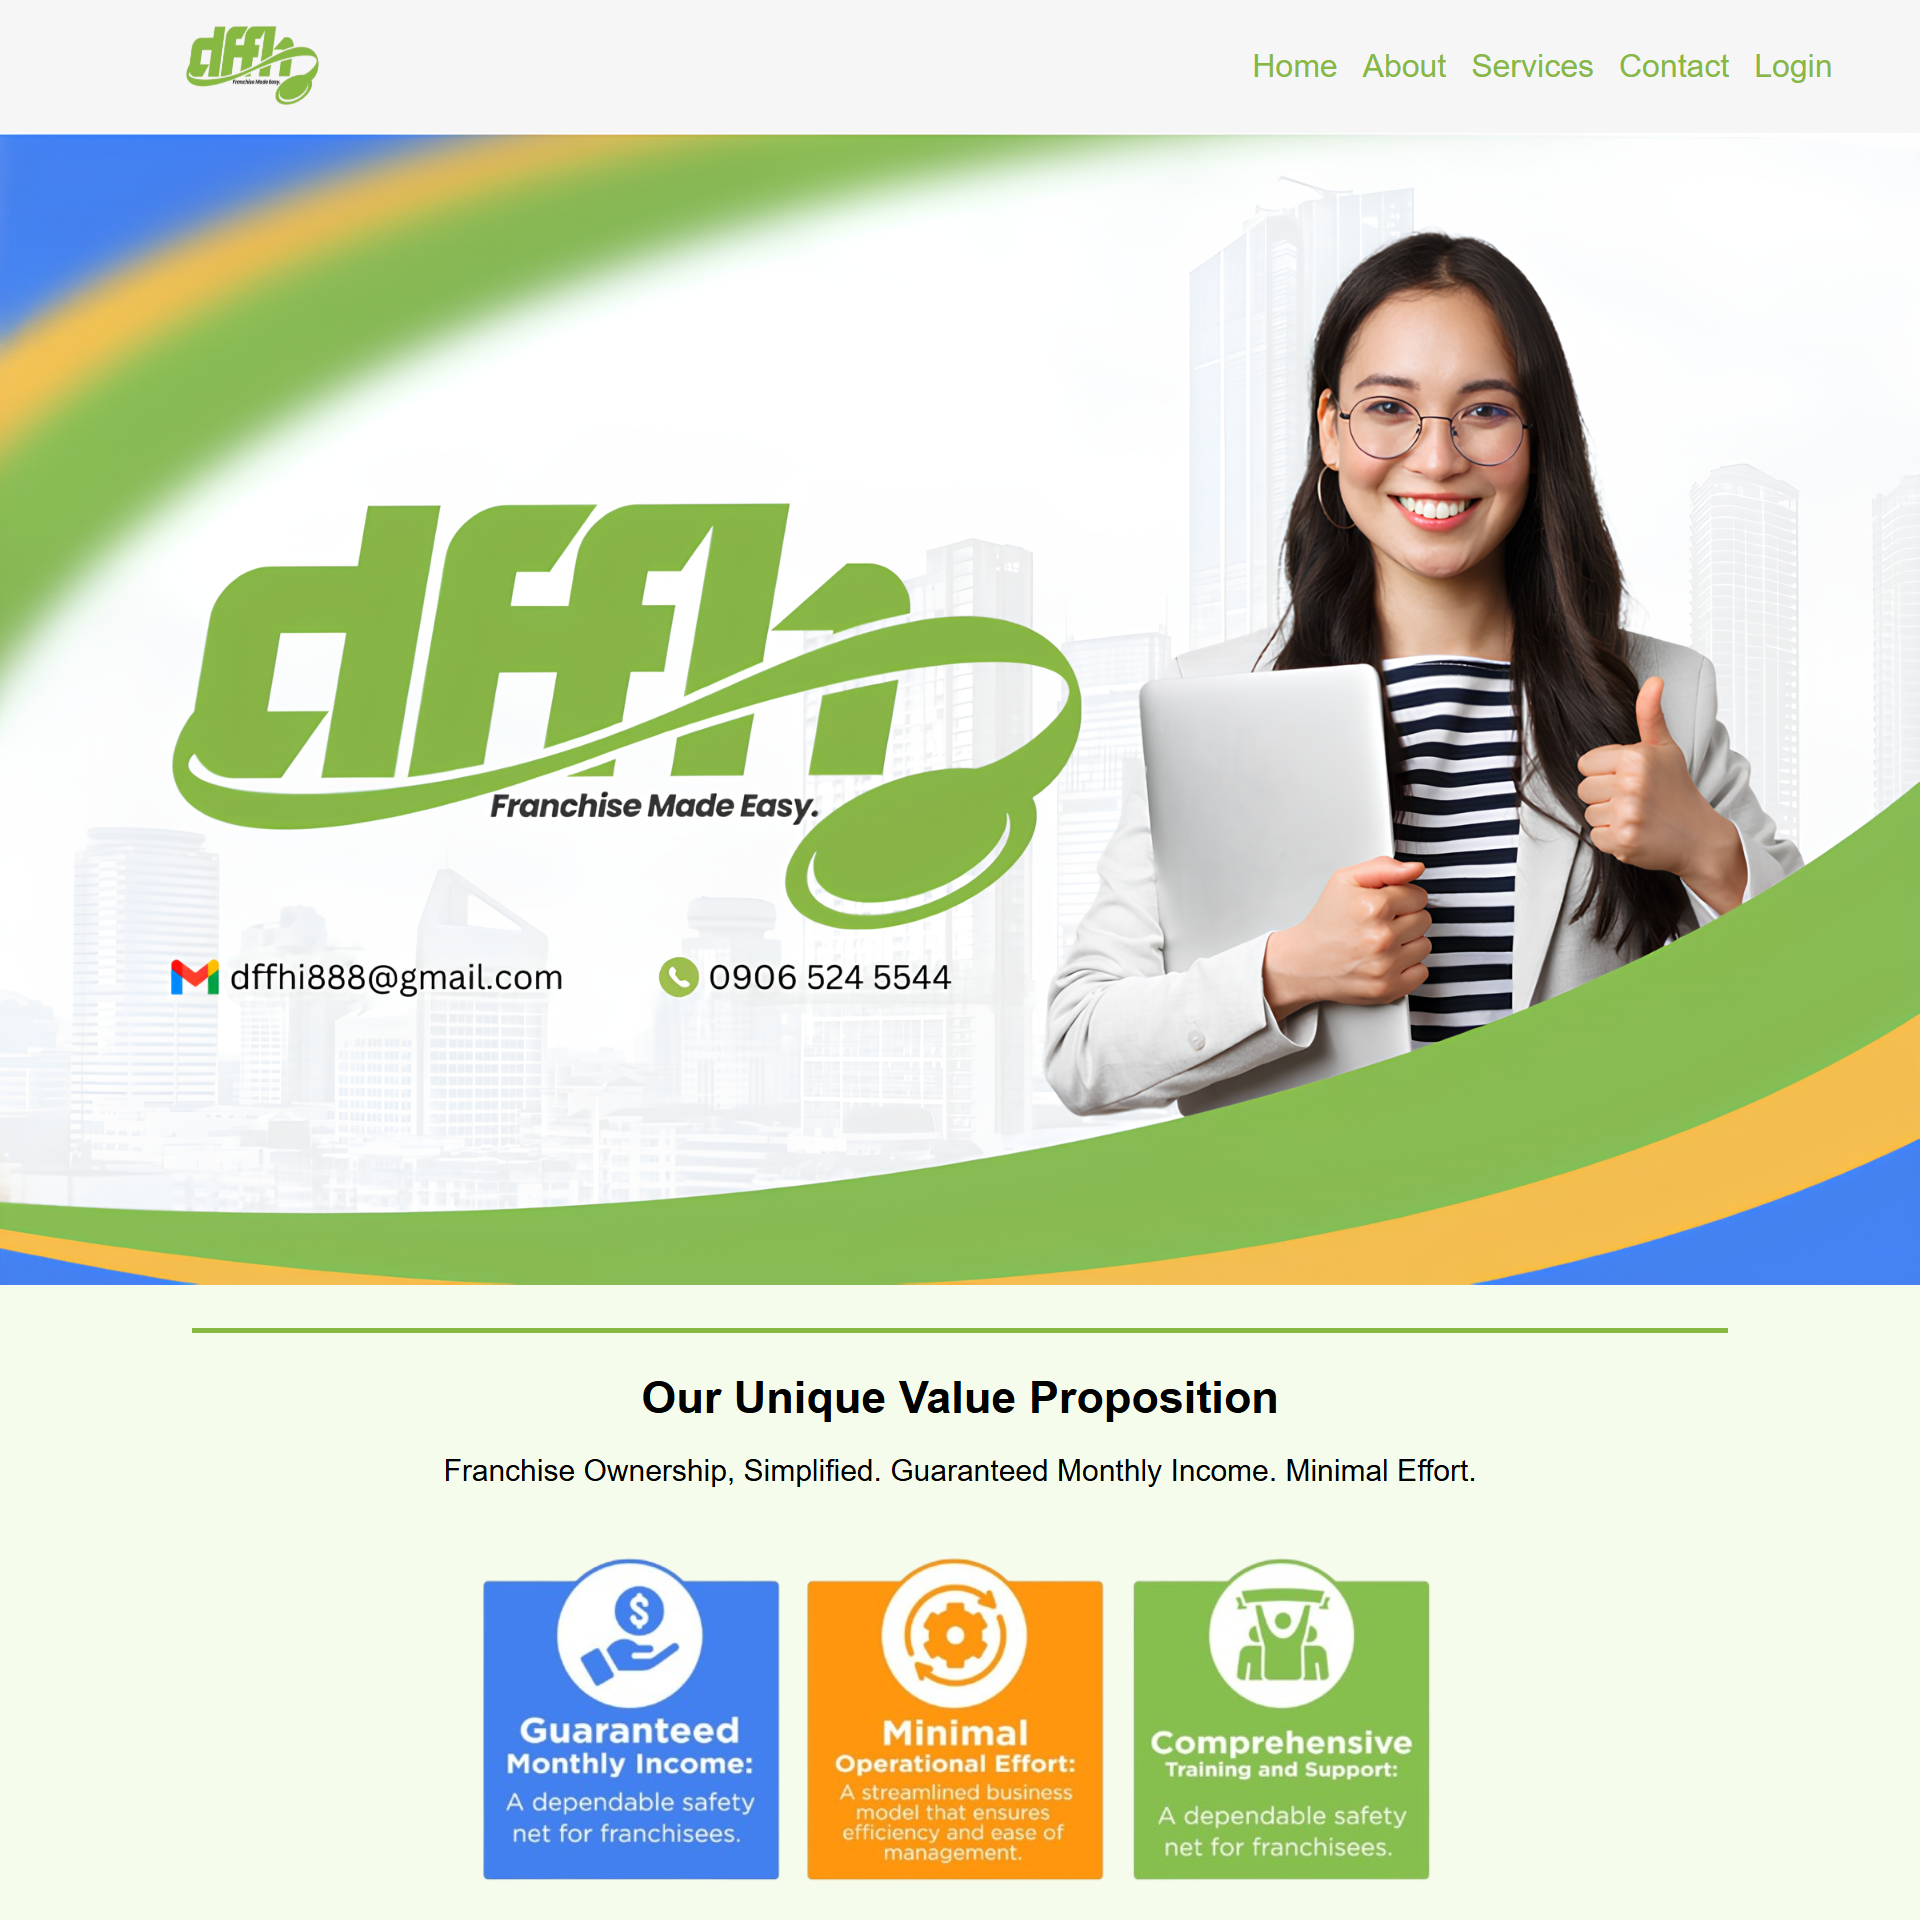 dffh
Franchise Made Easy.
Home About Services Contact Login
dffh
Franchise Made Easy.
dffhi888@gmail.com
0906 524 5544
Our Unique Value Proposition
Franchise Ownership, Simplified. Guaranteed Monthly Income. Minimal Effort.
$
Guaranteed
Monthly Income:
A dependable safety
net for franchisees.
Minimal
Operational Effort:
A streamlined business
model that ensures
efficiency and ease of
management.
Comprehensive
Training and Support:
A dependable safety
net for franchisees.